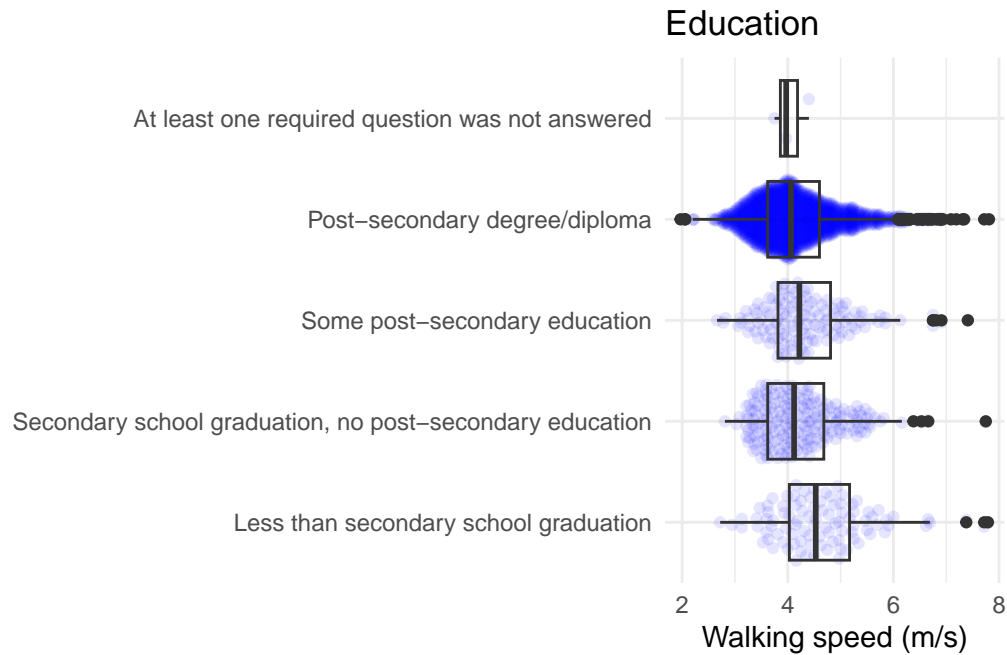 Education
At least one required question was not answered
Post−secondary degree/diploma
Some post−secondary education
Secondary school graduation, no post−secondary education
Less than secondary school graduation
2 4 6 8
Walking speed (m/s)